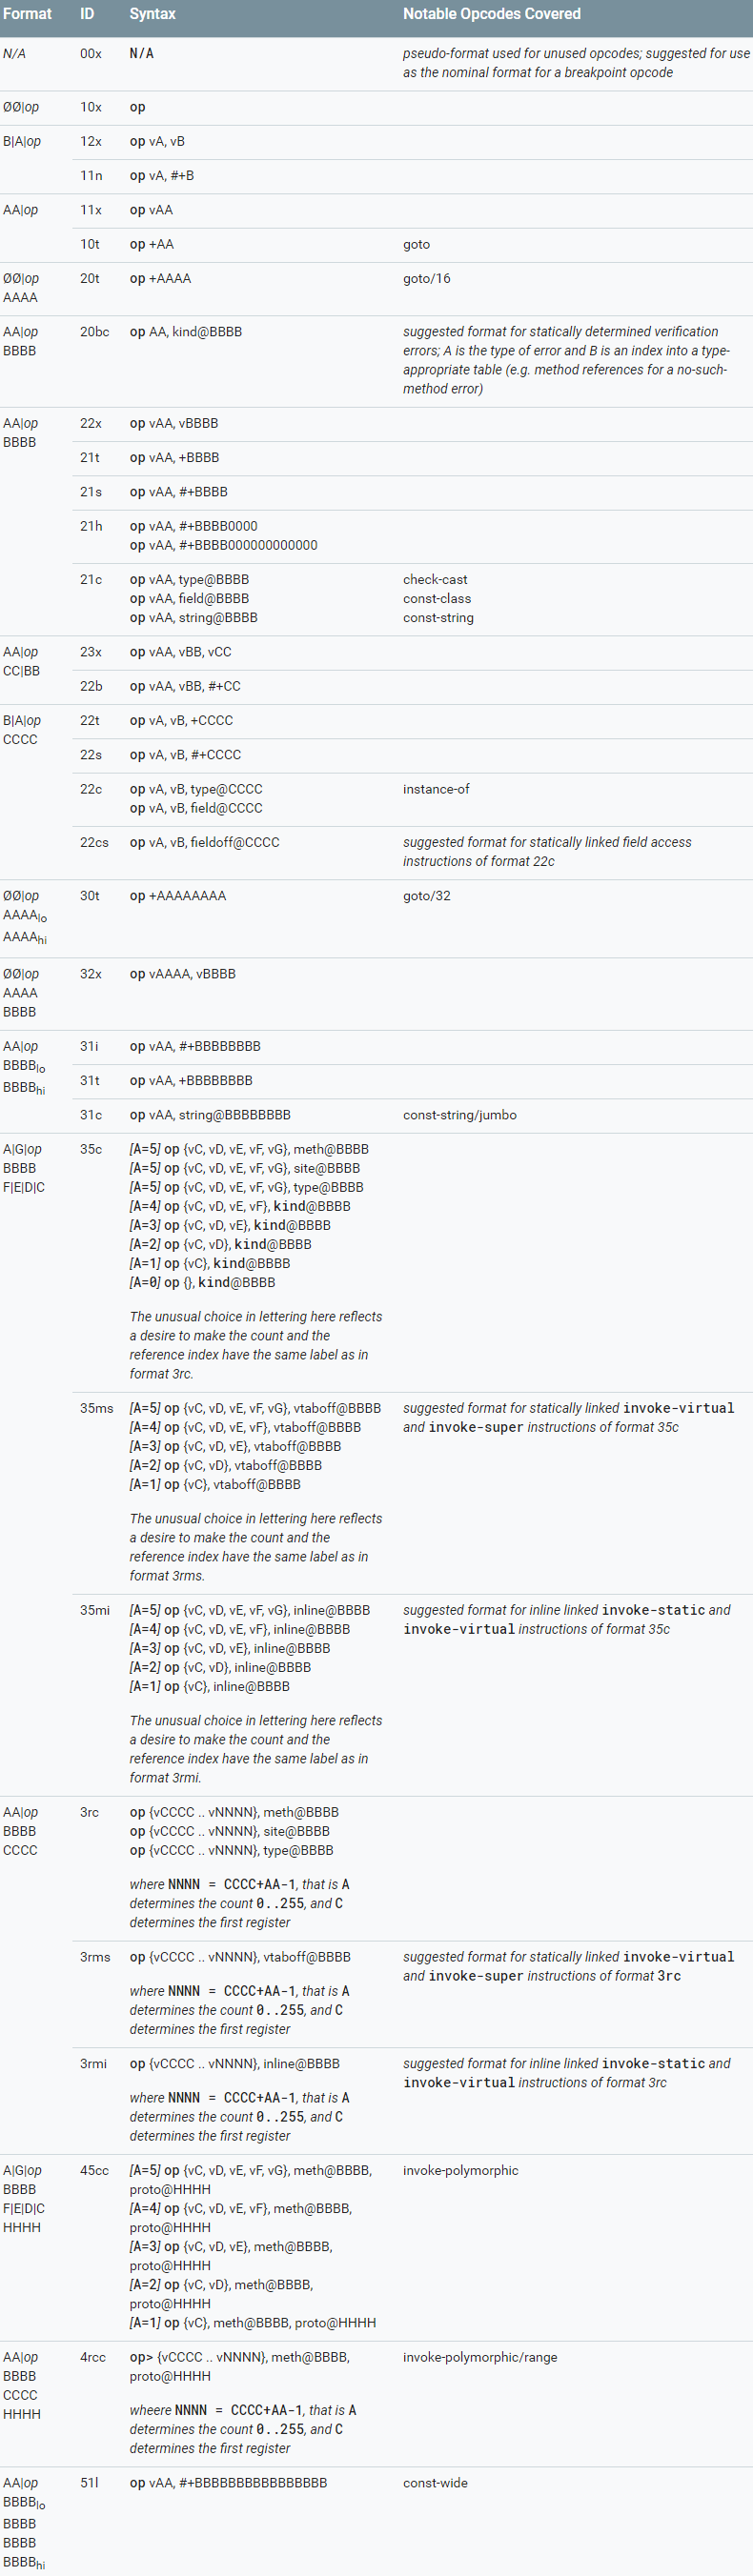 Format ID Syntax Notable Opcodes Covered
N/A 00x N/A pseudo-format used for unused opcodes; suggested for use
as the nominal format for a breakpoint opcode
ØØ|op 10x op
B|A|op 12x op vA, vB
11n op vA, #+B
AA|op 11x op vAA
10t op +AA goto
ØØ|op 20t op +AAAA goto/16
AAAA
AA|op 20bc op AA, kind@BBBB suggested format for statically determined verification
BBBB errors; A is the type of error and B is an index into a type-
appropriate table (e.g. method references for a no-such-
method error)
AA|op 22x op vAA, vBBBB
BBBB
21t op vAA, +BBBB
21s op vAA, #+BBBB
21h op vAA, #+BBBB0000
op vAA, #+BBBB000000000000
21c op vAA, type@BBBB check-cast
op vAA, field@BBBB const-class
op vAA, string@BBBB const-string
AA|op 23x op vAA, vBB, vCC
CC|BB
22b op vAA, vBB, #+CC
B|A|op 22t op vA, vB, +CCCC
CCCC
22s op vA, vB, #+CCCC
22c op vA, vB, type@CCCC instance-of
op vA, vB, field@CCCC
22cs op vA, vB, fieldoff@CCCC suggested format for statically linked field access
instructions of format 22c
ØØ|op 30t op +AAAAAAAA goto/32
AAAAlo
AAAAhi
ØØ|op 32x op vAAAA, vBBBB
AAAA
BBBB
AA|op 31i op vAA, #+BBBBBBBB
BBBBlo
BBBBhi
31t op vAA, +BBBBBBBB
31c op vAA, string@BBBBBBBB const-string/jumbo
A|G|op 35c [A=5] op {vC, vD, vE, vF, vG}, meth@BBBB
BBBB [A=5] op {vC, vD, vE, vF, vG}, site@BBBB
F|E|D|C [A=5] op {vC, vD, vE, vF, vG}, type@BBBB
[A=4] op {vC, vD, vE, vF}, kind@BBBB
[A=3] op {vC, vD, vE}, kind@BBBB
[A=2] op {vC, vD}, kind@BBBB
[A=1] op {vC}, kind@BBBB
[A=0] op {}, kind@BBBB
The unusual choice in lettering here reflects
a desire to make the count and the
reference index have the same label as in
format 3rc.
35ms [A=5] op {vC, vD, vE, vF, vG}, vtaboff@BBBB suggested format for statically linked invoke-virtual
[A=4] op {vC, vD, vE, vF}, vtaboff@BBBB and invoke-super instructions of format 35c
[A=3] op {vC, vD, vE}, vtaboff@BBBB
[A=2] op {vC, vD}, vtaboff@BBBB
[A=1] op {vC}, vtaboff@BBBB
The unusual choice in lettering here reflects
a desire to make the count and the
reference index have the same label as in
format 3rms.
35mi [A=5] op {vC, vD, vE, vF, vG}, inline@BBBB suggested format for inline linked invoke-static and
[A=4] op {vC, vD, vE, vF}, inline@BBBB invoke-virtual instructions of format 35c
[A=3] op {vC, vD, vE}, inline@BBBB
[A=2] op {vC, vD}, inline@BBBB
[A=1] op {vC}, inline@BBBB
The unusual choice in lettering here reflects
a desire to make the count and the
reference index have the same label as in
format 3rmi.
AA|op 3rc op {vCCCC .. vNNNN}, meth@BBBB
BBBB op {vCCCC .. vNNNN}, site@BBBB
CCCC op {vCCCC .. vNNNN}, type@BBBB
where NNNN = CCCC+AA-1, that is A
determines the count 0..255, and C
determines the first register
3rms op {vCCCC .. vNNNN}, vtaboff@BBBB suggested format for statically linked invoke-virtual
and invoke-super instructions of format 3rc
where NNNN = CCCC+AA-1, that is A
determines the count 0..255, and C
determines the first register
3rmi op {vCCCC .. vNNNN}, inline@BBBB suggested format for inline linked invoke-static and
invoke-virtual instructions of format 3rc
where NNNN = CCCC+AA-1, that is A
determines the count 0..255, and C
determines the first register
A|G|op 45cc [A=5] op {vC, vD, vE, vF, vG}, meth@BBBB, invoke-polymorphic
BBBB proto@HHHH
F|E|D|C [A=4] op {vC, vD, vE, vF}, meth@BBBB,
HHHH proto@HHHH
[A=3] op {vC, vD, vE}, meth@BBBB,
proto@HHHH
[A=2] op {vC, vD}, meth@BBBB,
proto@HHHH
[A=1] op {vC}, meth@BBBB, proto@HHHH
AA|op 4rcc op> {vCCCC .. vNNNN}, meth@BBBB, invoke-polymorphic/range
BBBB proto@HHHH
CCCC
HHHH wheere NNNN = CCCC+AA-1, that is A
determines the count 0..255, and C
determines the first register
AA|op 51l op vAA, #+BBBBBBBBBBBBBBBB const-wide
BBBBlo
BBBB
BBBB
BBBBhi